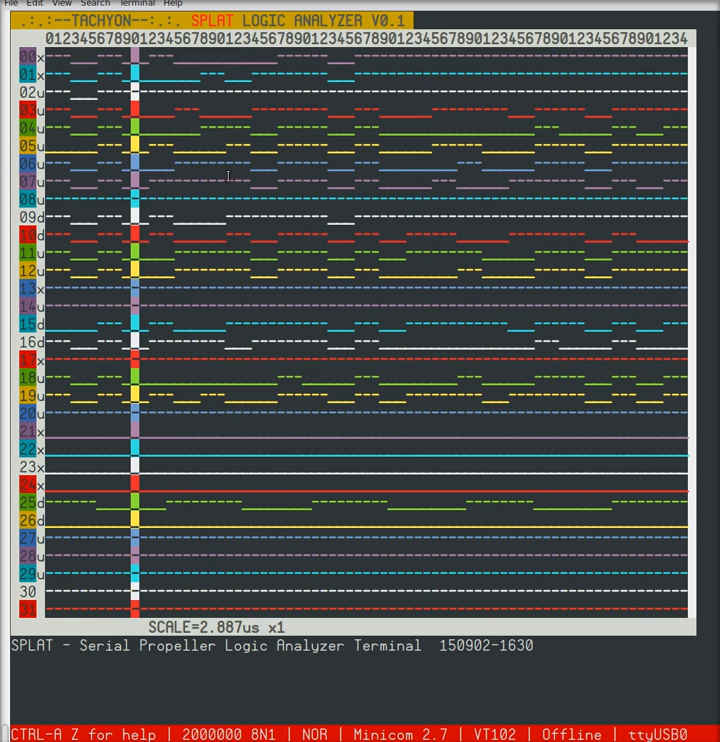 File Edit View Search Terminal Help
.:.:--TACHYON--:.:. SPLAT LOGIC ANALYZER V0.1
012345678901234567890123456789012345678901234567890123456789012345678901234
00x
01x
02u
03u
04u
05u
06u
07u
08u
09d
10d
11u
12u
13x
14u
15d
16d
17x
18u
19u
20u
21x
22x
23x
24x
25d
26d
27u
28u
29u
30
31
SCALE=2.887us x1
SPLAT - Serial Propeller Logic Analyzer Terminal 150902-1630
CTRL-A Z for help | 2000000 8N1 | NOR | Minicom 2.7 | VT102 | Offline | ttyUSB0